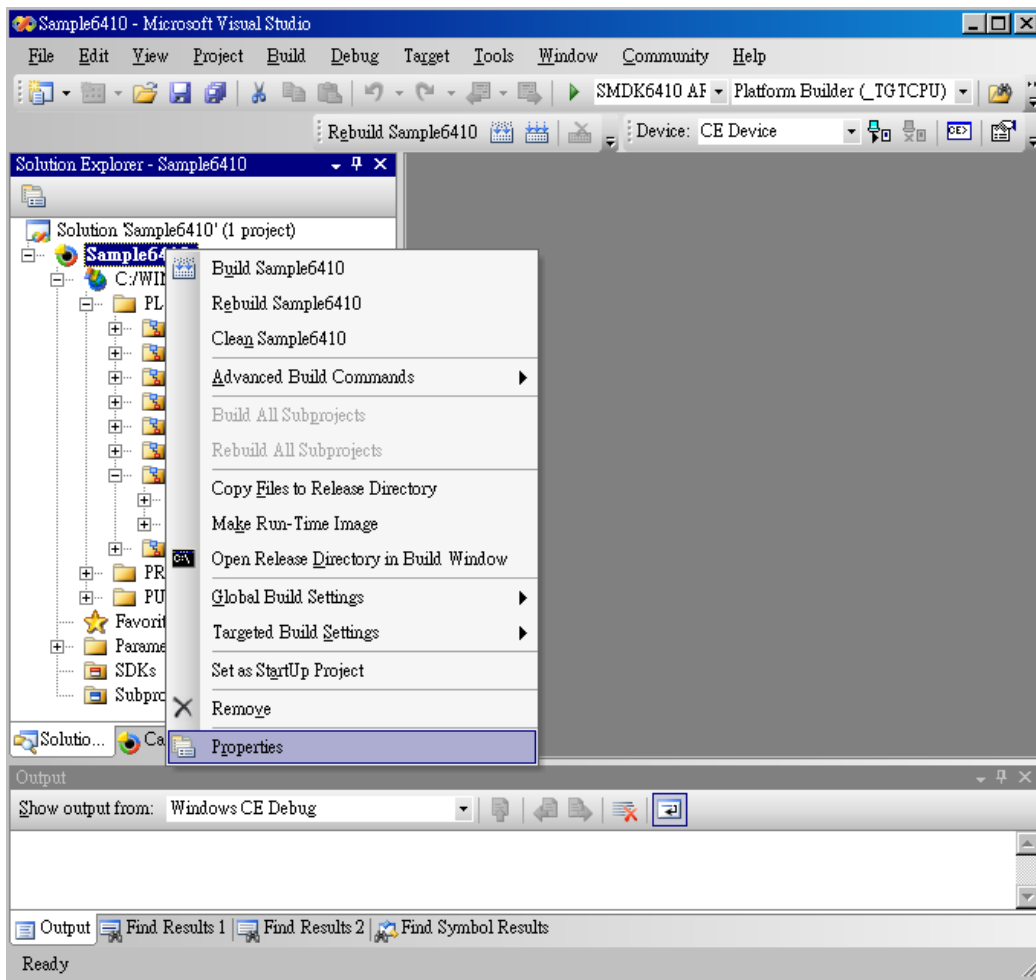 Sample6410 - Microsoft Visual Studio
File Edit View Project Build Debug Target Tools Window Community Help
SMDK6410 AF Platform Builder (_TGTCPU)
Rebuild Sample6410 Device: CE Device
Solution Explorer - Sample6410
Solution 'Sample6410' (1 project)
Sample64
C:/WIN
PL
PR
PU
Favorit
Parame
SDKs
Subpro
Build Sample6410
Rebuild Sample6410
Clean Sample6410
Advanced Build Commands
Build All Subprojects
Rebuild All Subprojects
Copy Files to Release Directory
Make Run-Time Image
Open Release Directory in Build Window
Global Build Settings
Targeted Build Settings
Set as StartUp Project
Remove
Properties
Solutio... Ca
Output
Show output from: Windows CE Debug
Output Find Results 1 Find Results 2 Find Symbol Results
Ready